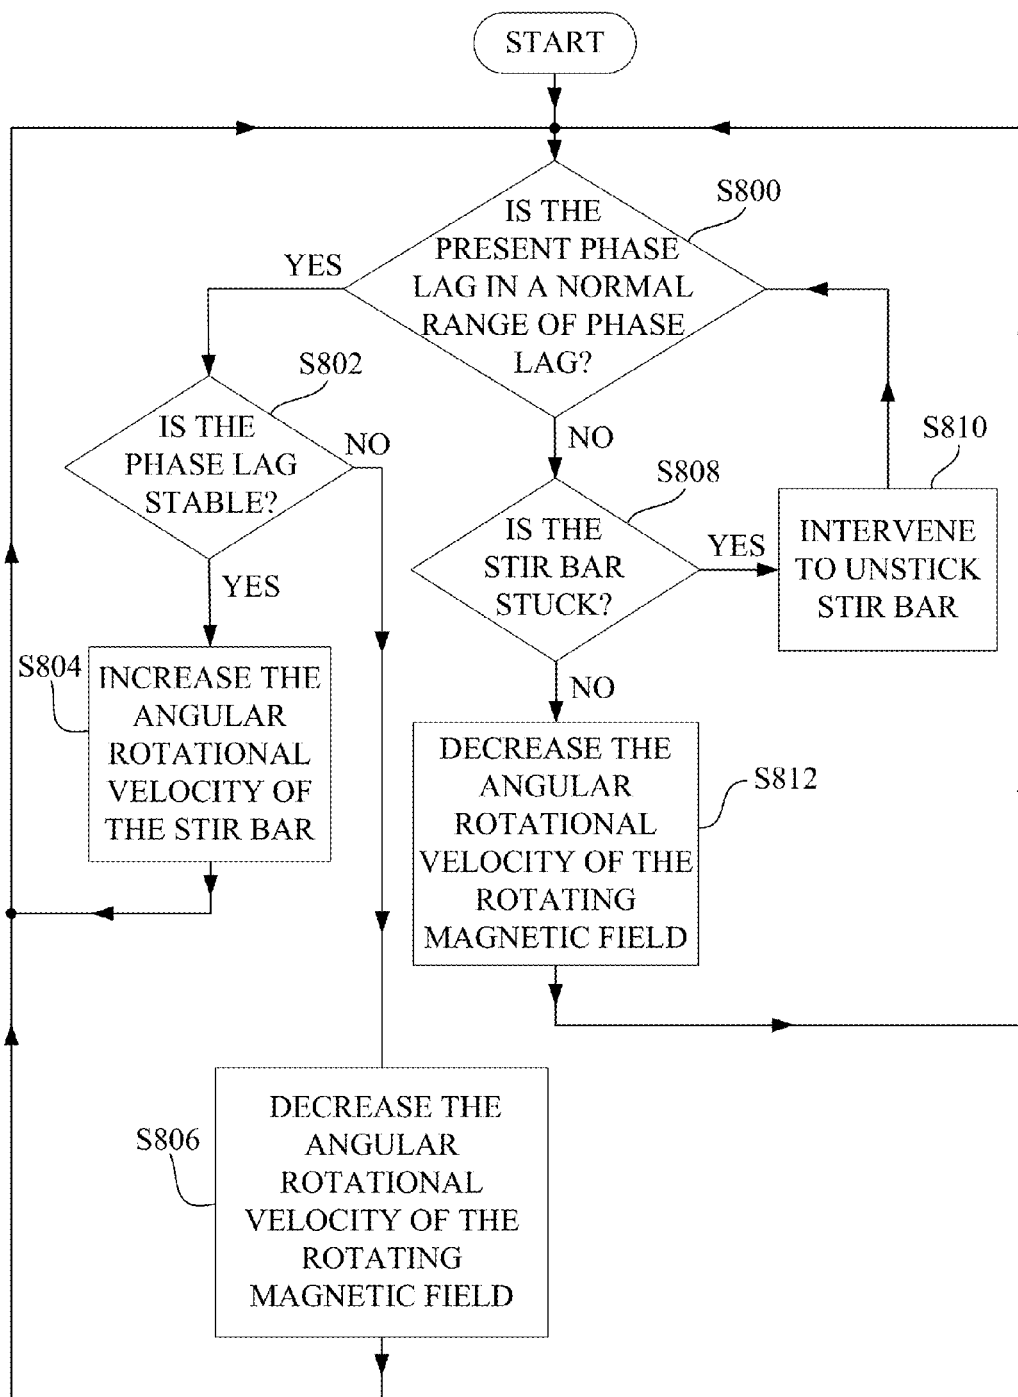 START
S800
IS THE
PRESENT PHASE
LAG IN A NORMAL
RANGE OF PHASE
LAG?
YES
NO
S802
IS THE
PHASE LAG
STABLE?
NO
YES
S808
IS THE
STIR BAR
STUCK?
YES
NO
S810
INTERVENE
TO UNSTICK
STIR BAR
S804
INCREASE THE
ANGULAR
ROTATIONAL
VELOCITY OF
THE STIR BAR
S812
DECREASE THE
ANGULAR
ROTATIONAL
VELOCITY OF THE
ROTATING
MAGNETIC FIELD
S806
DECREASE THE
ANGULAR
ROTATIONAL
VELOCITY OF THE
ROTATING
MAGNETIC FIELD